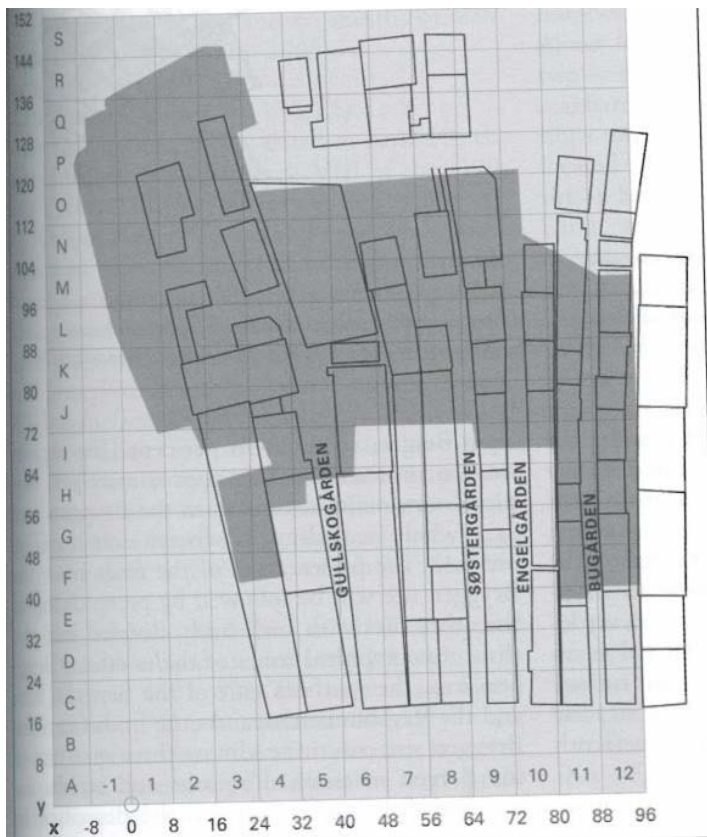 152 S
144 R
136 Q
128 P
120 O
112 N
104 M
96 L
88 K
80 J
72 I
64 H
56 G
48 F
40 E
32 D
24 C
16 B
8 A -1 1 2 3 4 5 6 7 8 9 10 11 12
y
x -8 0 8 16 24 32 40 48 56 64 72 80 88 96
GULLSKOGÅRDEN
SØSTERGÅRDEN
ENGELGÅRDEN
BUGÅRDEN